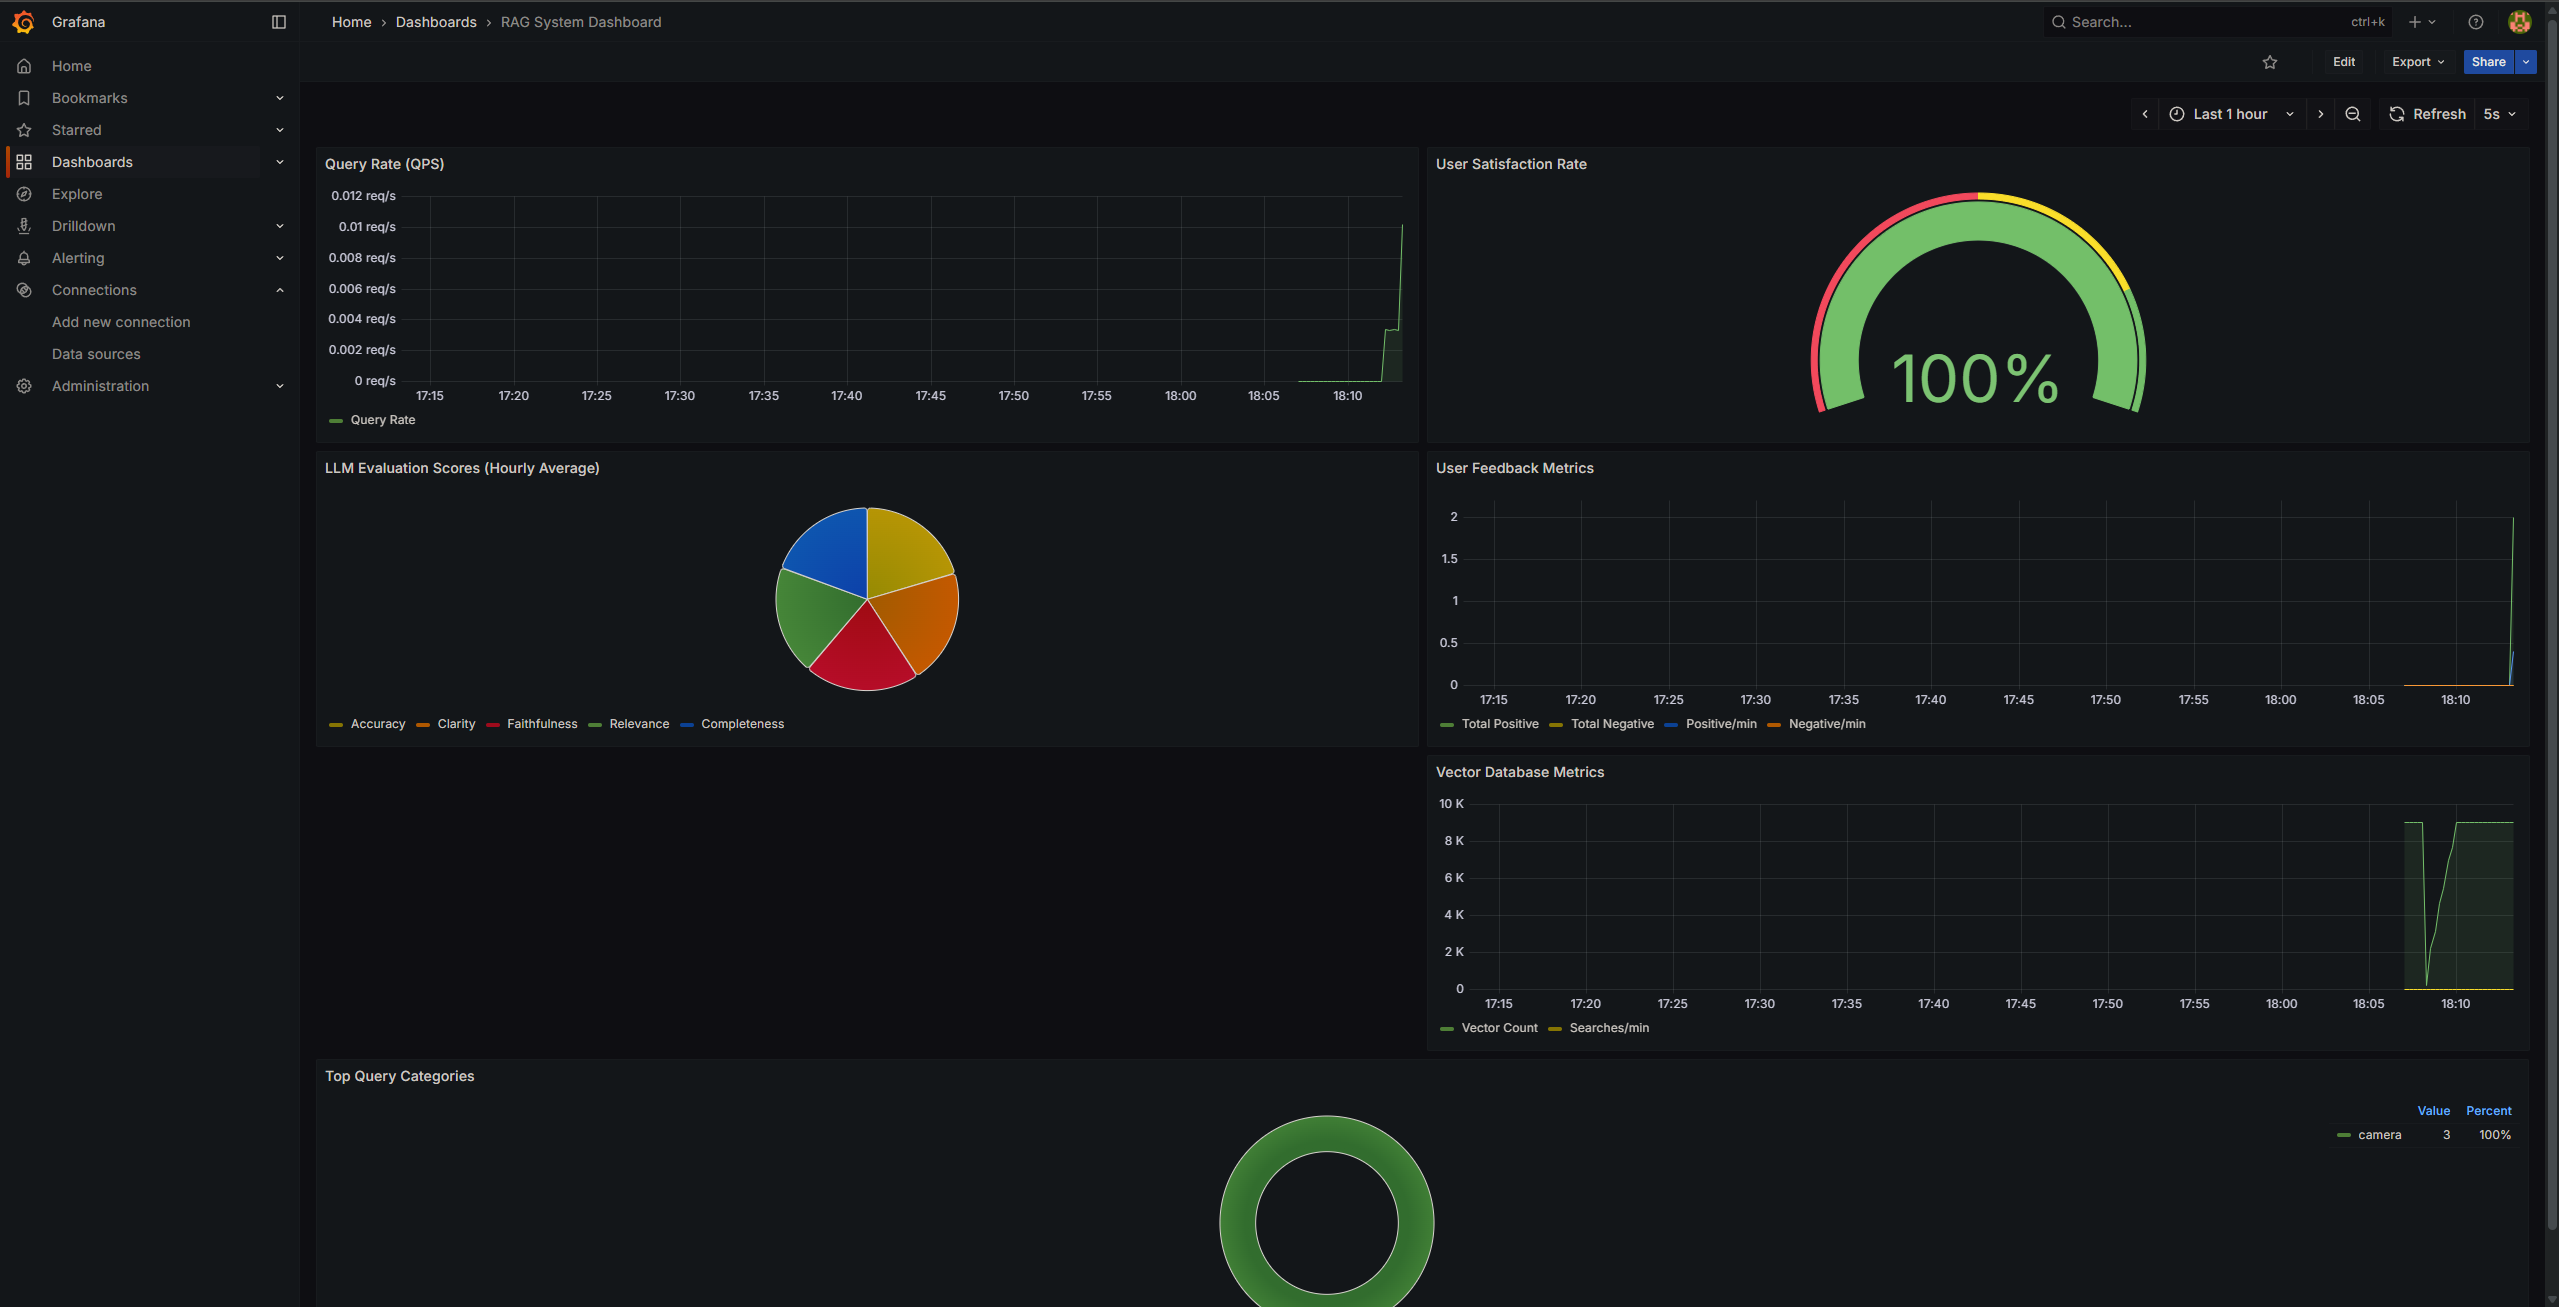 Grafana
Home › Dashboards › RAG System Dashboard
Search...
ctrl+k
Home
Bookmarks
Starred
Dashboards
Explore
Drilldown
Alerting
Connections
Add new connection
Data sources
Administration
Edit
Export
Share
Last 1 hour
Refresh
5s
Query Rate (QPS)
0.012 req/s
0.01 req/s
0.008 req/s
0.006 req/s
0.004 req/s
0.002 req/s
0 req/s
17:15 17:20 17:25 17:30 17:35 17:40 17:45 17:50 17:55 18:00 18:05 18:10
Query Rate
User Satisfaction Rate
100%
LLM Evaluation Scores (Hourly Average)
Accuracy Clarity Faithfulness Relevance Completeness
User Feedback Metrics
2
1.5
1
0.5
0
17:15 17:20 17:25 17:30 17:35 17:40 17:45 17:50 17:55 18:00 18:05 18:10
Total Positive Total Negative Positive/min Negative/min
Vector Database Metrics
10 K
8 K
6 K
4 K
2 K
0
17:15 17:20 17:25 17:30 17:35 17:40 17:45 17:50 17:55 18:00 18:05 18:10
Vector Count Searches/min
Top Query Categories
Value Percent
camera 3 100%